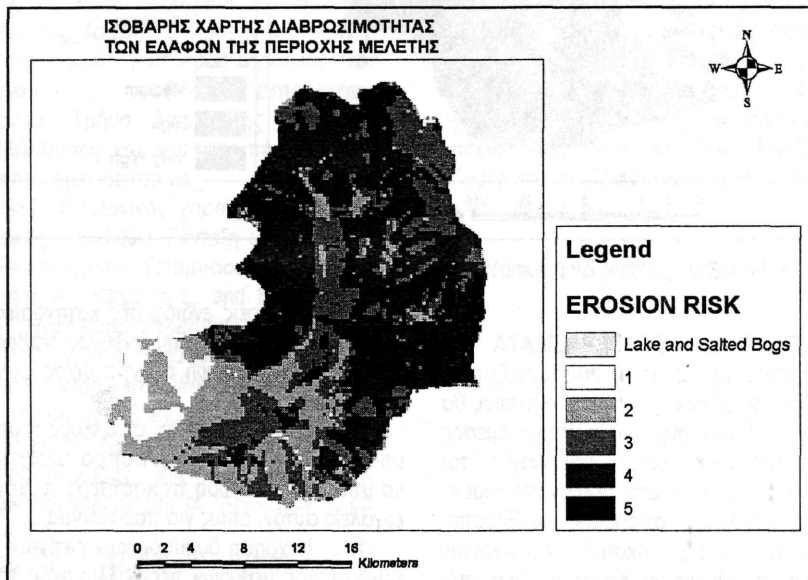 ΙΣΟΒΑΡΗΣ ΧΑΡΤΗΣ ΔΙΑΒΡΩΣΙΜΟΤΗΤΑΣ
ΤΩΝ ΕΔΑΦΩΝ ΤΗΣ ΠΕΡΙΟΧΗΣ ΜΕΛΕΤΗΣ
N
W E
S
Legend
EROSION RISK
Lake and Salted Bogs
1
2
3
4
5
0 2 4 8 12 16
Kilometers